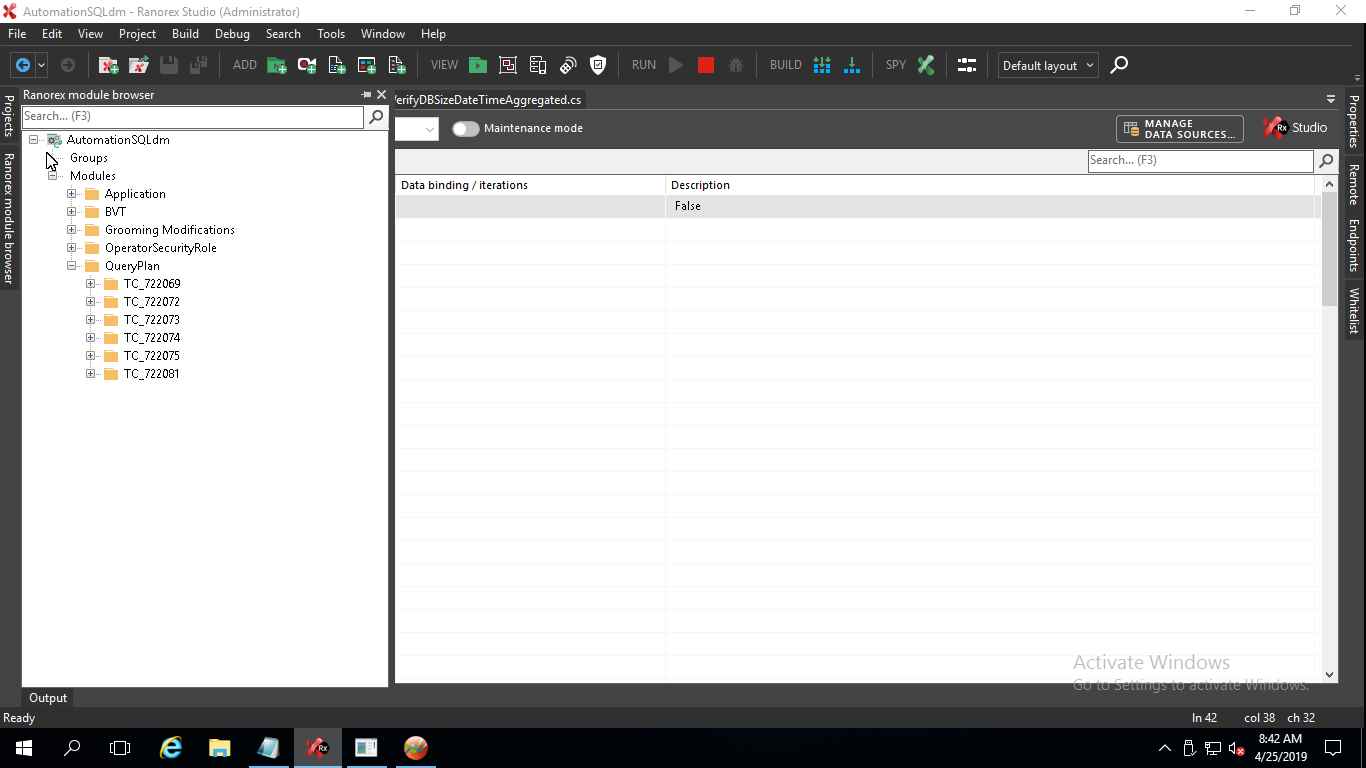 AutomationSQLdm - Ranorex Studio (Administrator)
File Edit View Project Build Debug Search Tools Window Help
ADD VIEW RUN BUILD SPY Default layout
Ranorex module browser
VerifyDBSizeDateTimeAggregated.cs
Search... (F3)
Maintenance mode
MANAGE
DATA SOURCES...
Rx Studio
Search... (F3)
Data binding / iterations Description
False
AutomationSQLdm
Groups
Modules
Application
BVT
Grooming Modifications
OperatorSecurityRole
QueryPlan
TC_722069
TC_722072
TC_722073
TC_722074
TC_722075
TC_722081
Projects
Ranorex module browser
Properties
Remote
Endpoints
Whitelist
Activate Windows
Go to Settings to activate Windows.
Output
Ready
ln 42 col 38 ch 32
Rx
8:42 AM
4/25/2019